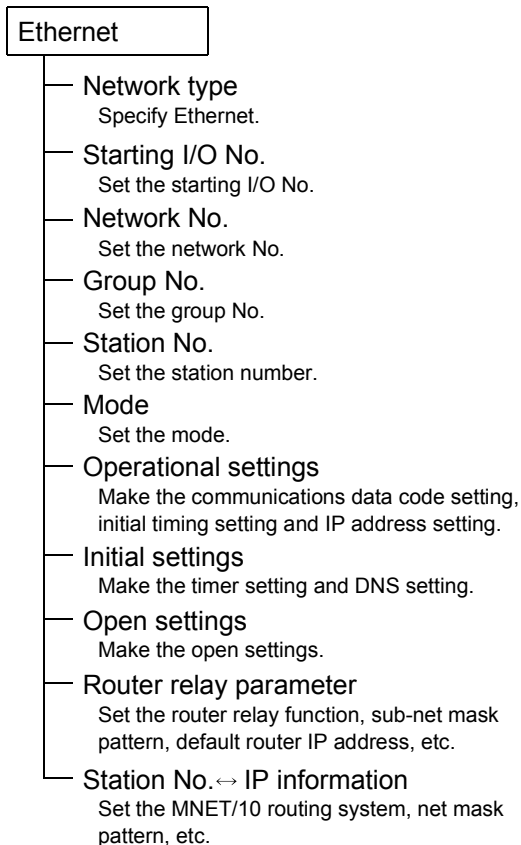 Ethernet
Network type
Specify Ethernet.
Starting I/O No.
Set the starting I/O No.
Network No.
Set the network No.
Group No.
Set the group No.
Station No.
Set the station number.
Mode
Set the mode.
Operational settings
Make the communications data code setting,
initial timing setting and IP address setting.
Initial settings
Make the timer setting and DNS setting.
Open settings
Make the open settings.
Router relay parameter
Set the router relay function, sub-net mask
pattern, default router IP address, etc.
Station No.↔ IP information
Set the MNET/10 routing system, net mask
pattern, etc.